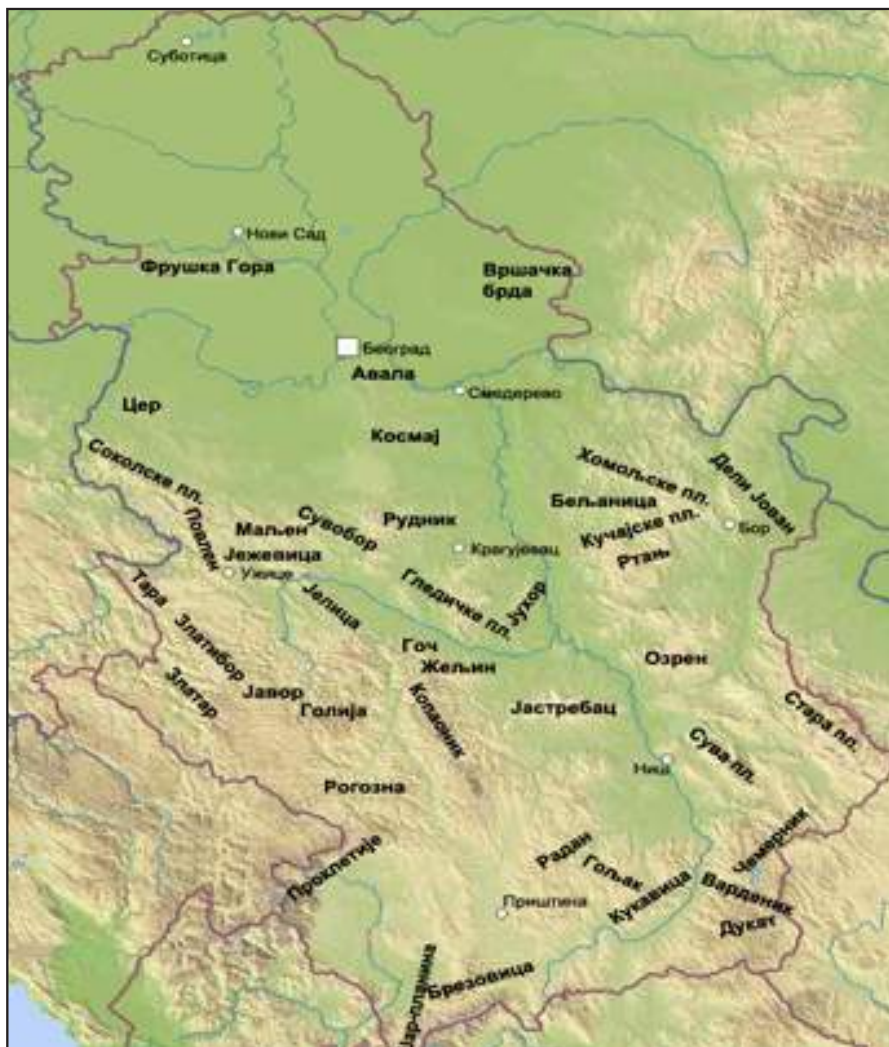 Суботица
Нови Сад
Фрушка Гора
Вршачка
брда
Београд
Авала
Смедерево
Цер
Космај
Соколске пл.
Хомољске пл.
Дели Јован
Бељаница
Повлен
Маљен
Сувобор
Рудник
Кучајске пл.
Бор
Јежевица
Крагујевац
Ртањ
Ужице
Тара
Јелица
Гледичке пл.
Јухор
Златибор
Гоч
Жељин
Озрен
Златар
Јавор
Голија
Копаоник
Јастребац
Стара пл.
Сува пл.
Ниш
Рогозна
Чемерник
Радан
Гољак
Проклетије
Кукавица
Варденик
Приштина
Дукат
Брезовица